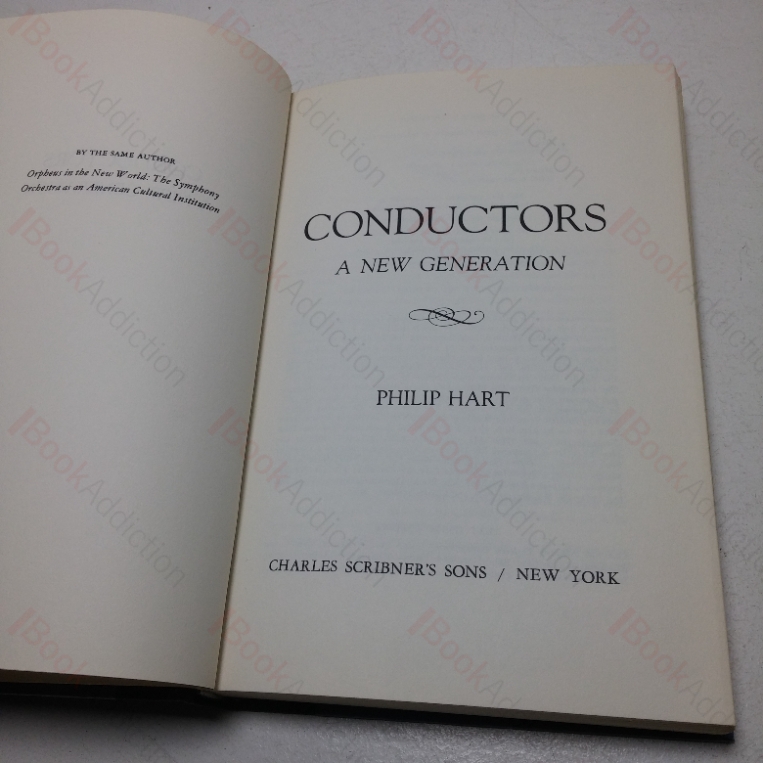 BY THE SAME AUTHOR
Orpheus in the New World: The Symphony
Orchestra as an American Cultural Institution
CONDUCTORS
A NEW GENERATION
PHILIP HART
CHARLES SCRIBNER'S SONS / NEW YORK
BookAddiction